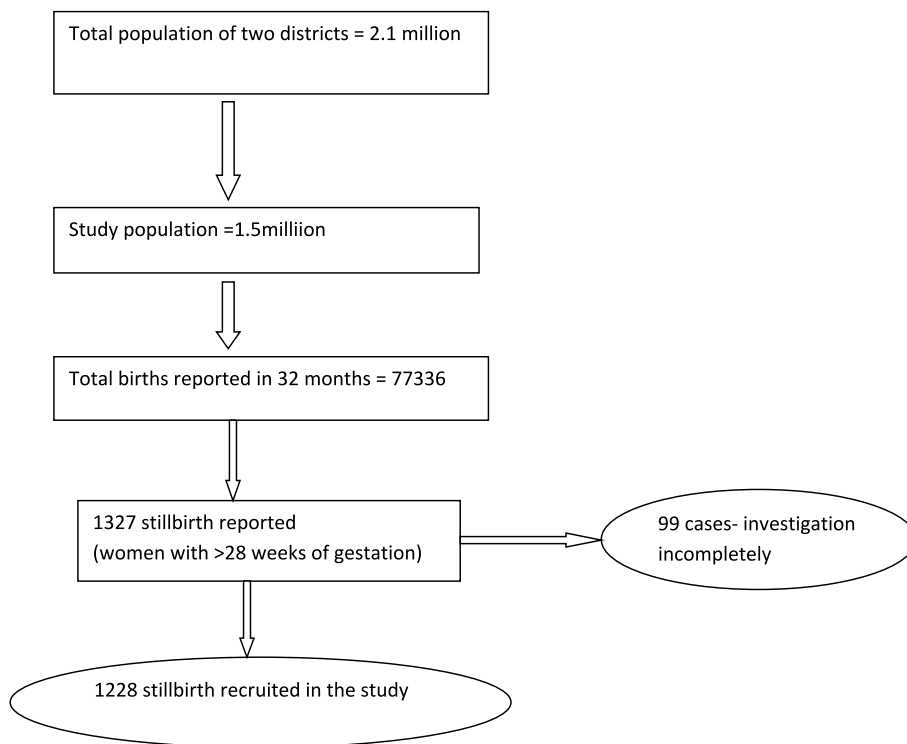 Total population of two districts = 2.1 million
Study population =1.5milliion
Total births reported in 32 months = 77336
1327 stillbirth reported
(women with >28 weeks of gestation)
99 cases- investigation
incompletely
1228 stillbirth recruited in the study